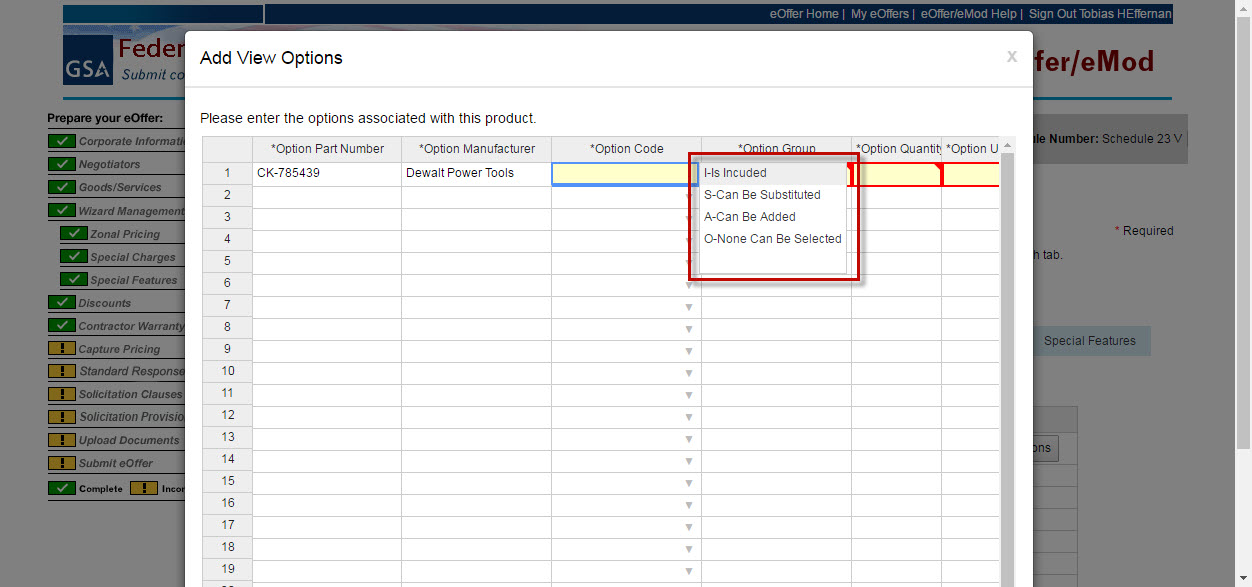 eOffer Home | My eOffers | eOffer/eMod Help | Sign Out Tobias HEffernan
GSA
Feder
Submit co
fer/eMod
Add View Options
X
Please enter the options associated with this product.
*Option Part Number *Option Manufacturer *Option Code *Option Group *Option Quantity *Option U
1 CK-785439 Dewalt Power Tools
I-Is Incuded
S-Can Be Substituted
A-Can Be Added
O-None Can Be Selected
2
3
4
5
6
7
8
9
10
11
12
13
14
15
16
17
18
19
Prepare your eOffer:
Corporate Informati
Negotiators
Goods/Services
Wizard Management
Zonal Pricing
Special Charges
Special Features
Discounts
Contractor Warranty
! Capture Pricing
! Standard Response
! Solicitation Clauses
! Solicitation Provisio
! Upload Documents
! Submit eOffer
Complete ! Incor
le Number: Schedule 23 V
* Required
h tab.
Special Features
ons